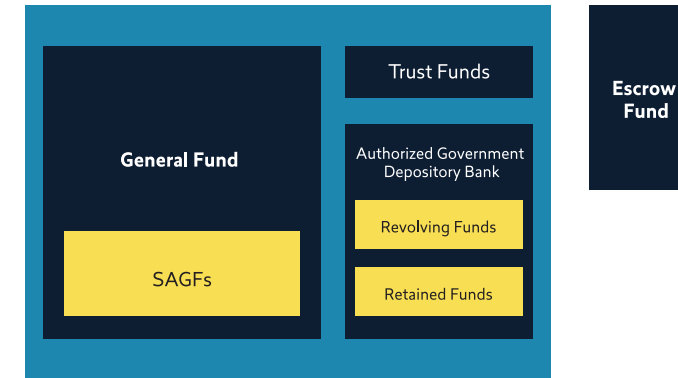 General Fund
SAGFs
Trust Funds
Authorized Government
Depository Bank
Revolving Funds
Retained Funds
Escrow
Fund